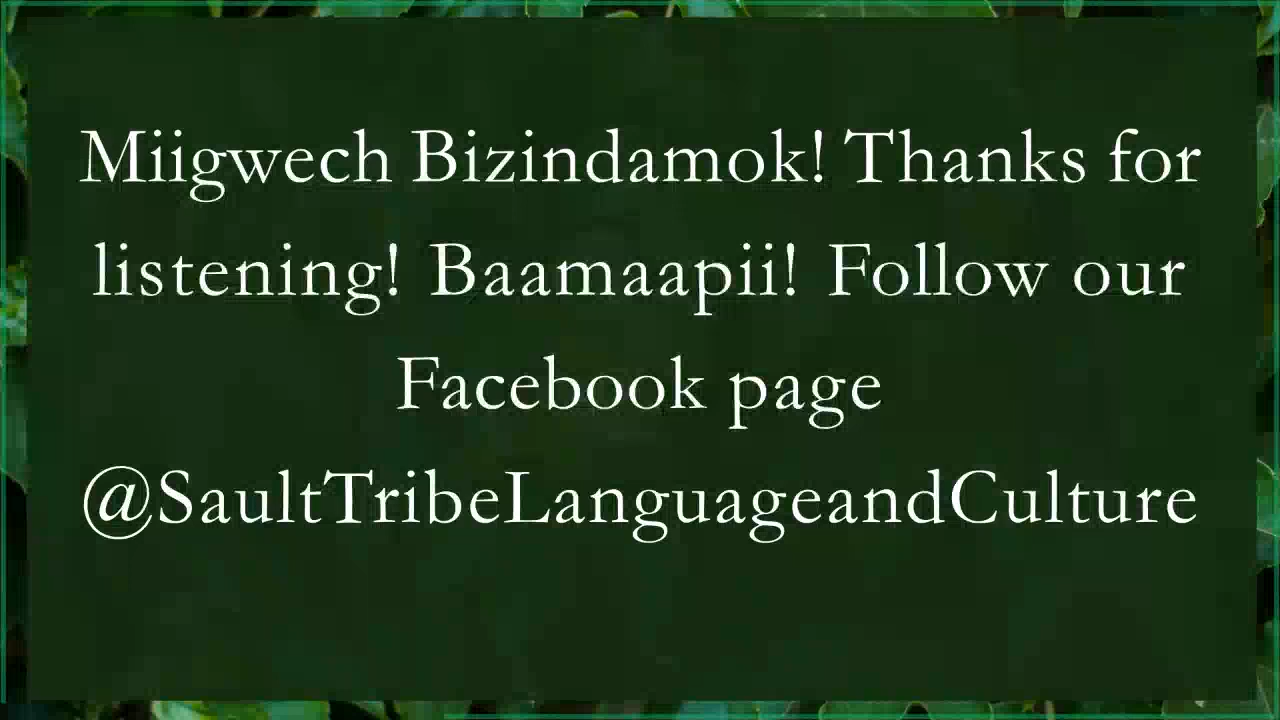 Miigwech Bizindamok! Thanks for
listening! Baamaapii! Follow our
Facebook page
@SaultTribeLanguageandCulture